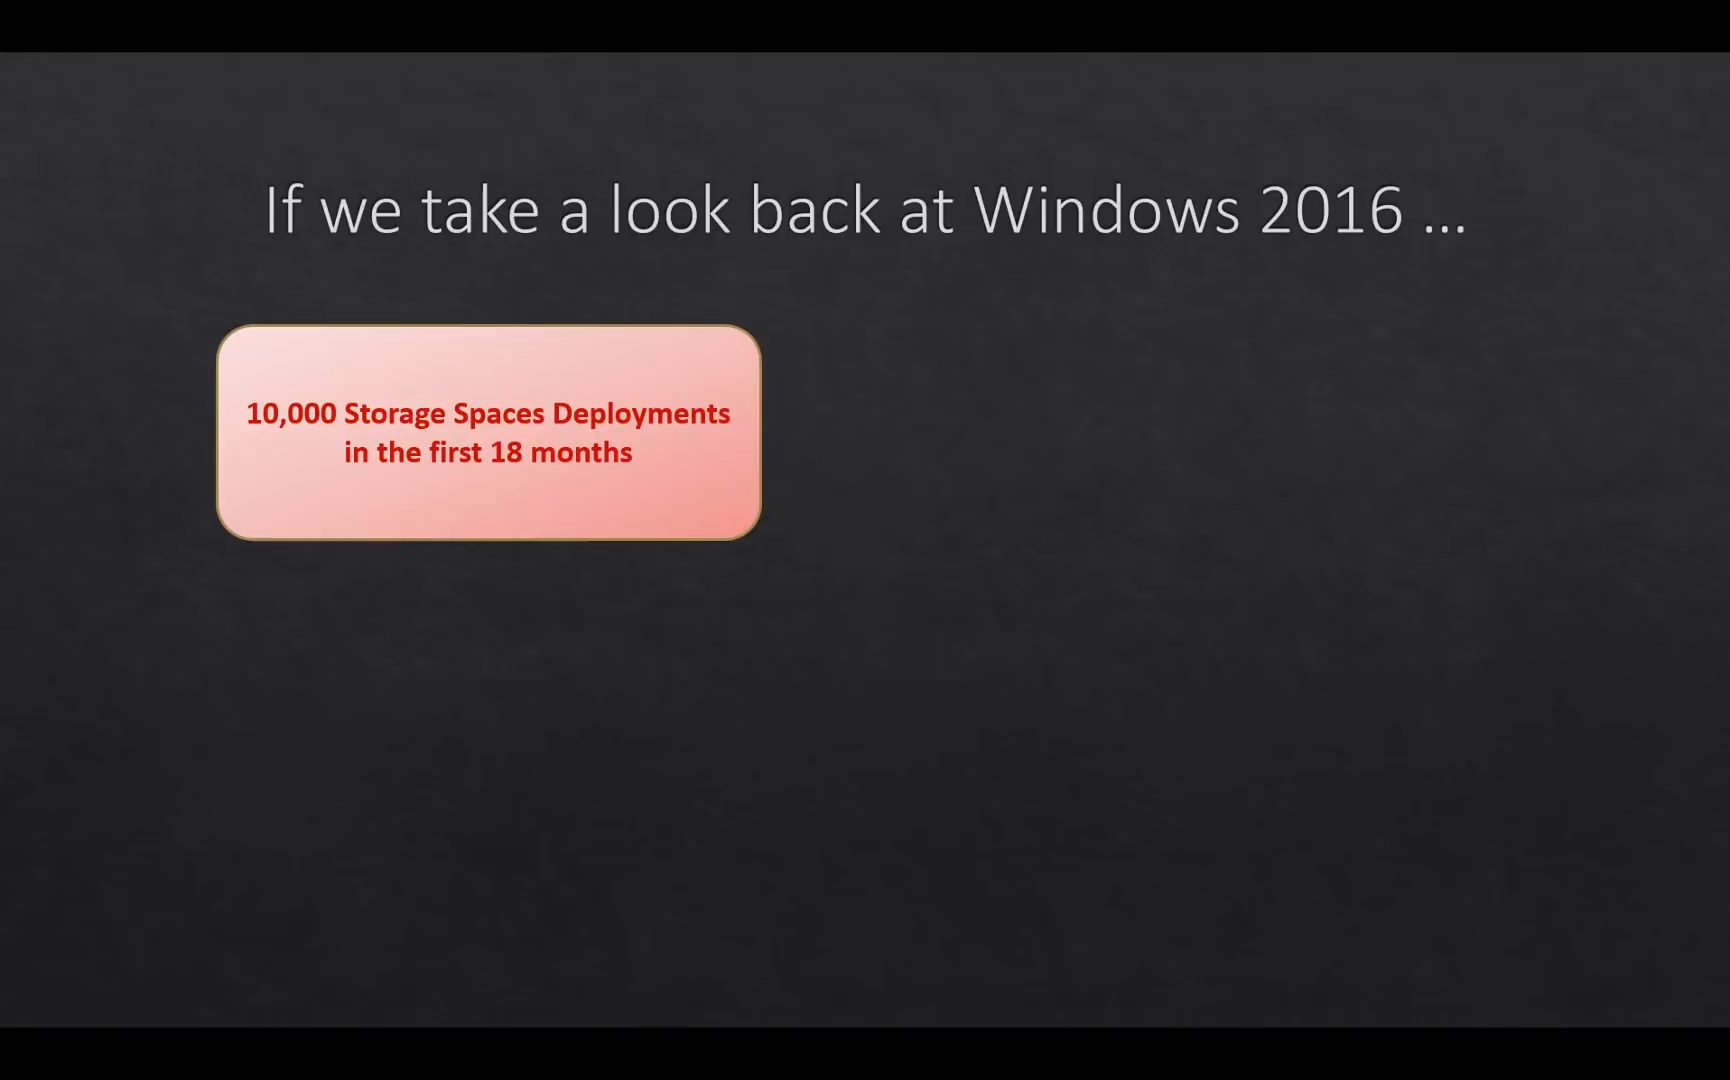 If we take a look back at Windows 2016 ...
10,000 Storage Spaces Deployments
in the first 18 months